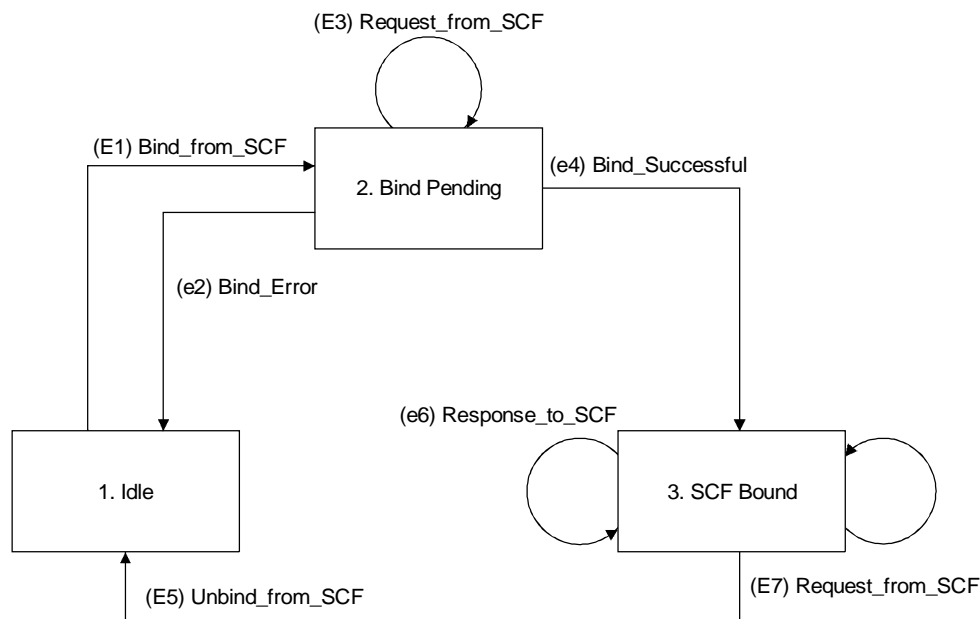 (E3) Request_from_SCF
(E1) Bind_from_SCF
2. Bind Pending
(e4) Bind_Successful
(e2) Bind_Error
(e6) Response_to_SCF
1. Idle
3. SCF Bound
(E5) Unbind_from_SCF
(E7) Request_from_SCF